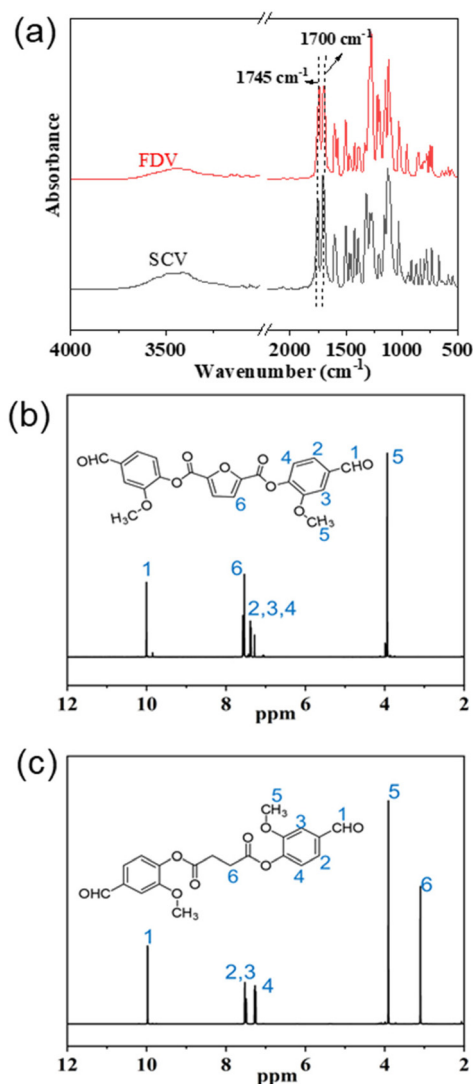 (a)
1700 cm-1
1745 cm-1
Absorbance
FDV
SCV
4000 3500 2000 1500 1000 500
Wavenumber (cm-1)
(b)
OHC
O
O
O
O
O
O
H3C
O
6
4
2
1
CHO
3
O
CH3
5
5
1
6
2,3,4
12 10 8 6 4 2
ppm
(c)
5
CH3
O
3
1
CHO
2
4
O
O
6
O
O
OHC
O
CH3
5
6
1
2,3
4
12 10 8 6 4 2
ppm